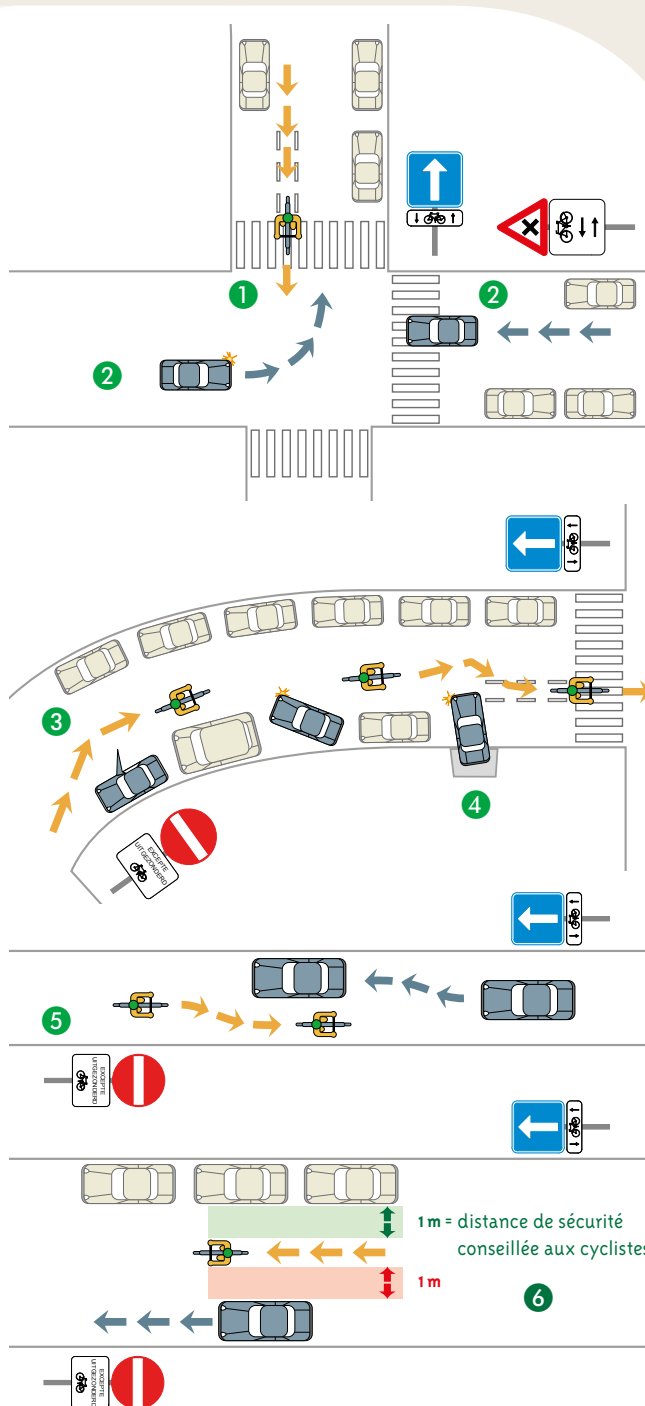 1
2
2
3
EXCEPTE
UITGEZONDERD
4
5
EXCEPTE
UITGEZONDERD
1 m = distance de sécurité
conseillée aux cyclistes
1 m
6
EXCEPTE
UITGEZONDERD